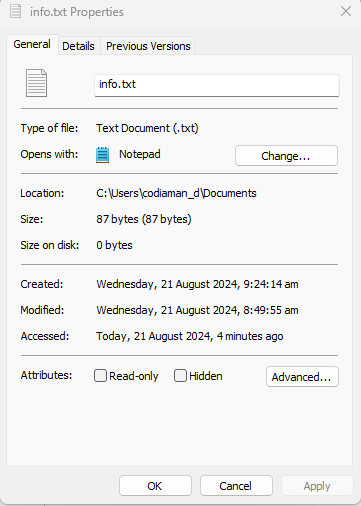 info.txt Properties
General Details Previous Versions
info.txt
Type of file: Text Document (.txt)
Opens with: Notepad Change...
Location: C:\Users\codiaman_d\Documents
Size: 87 bytes (87 bytes)
Size on disk: 0 bytes
Created: Wednesday, 21 August 2024, 9:24:14 am
Modified: Wednesday, 21 August 2024, 8:49:55 am
Accessed: Today, 21 August 2024, 4 minutes ago
Attributes: Read-only Hidden Advanced...
OK Cancel Apply